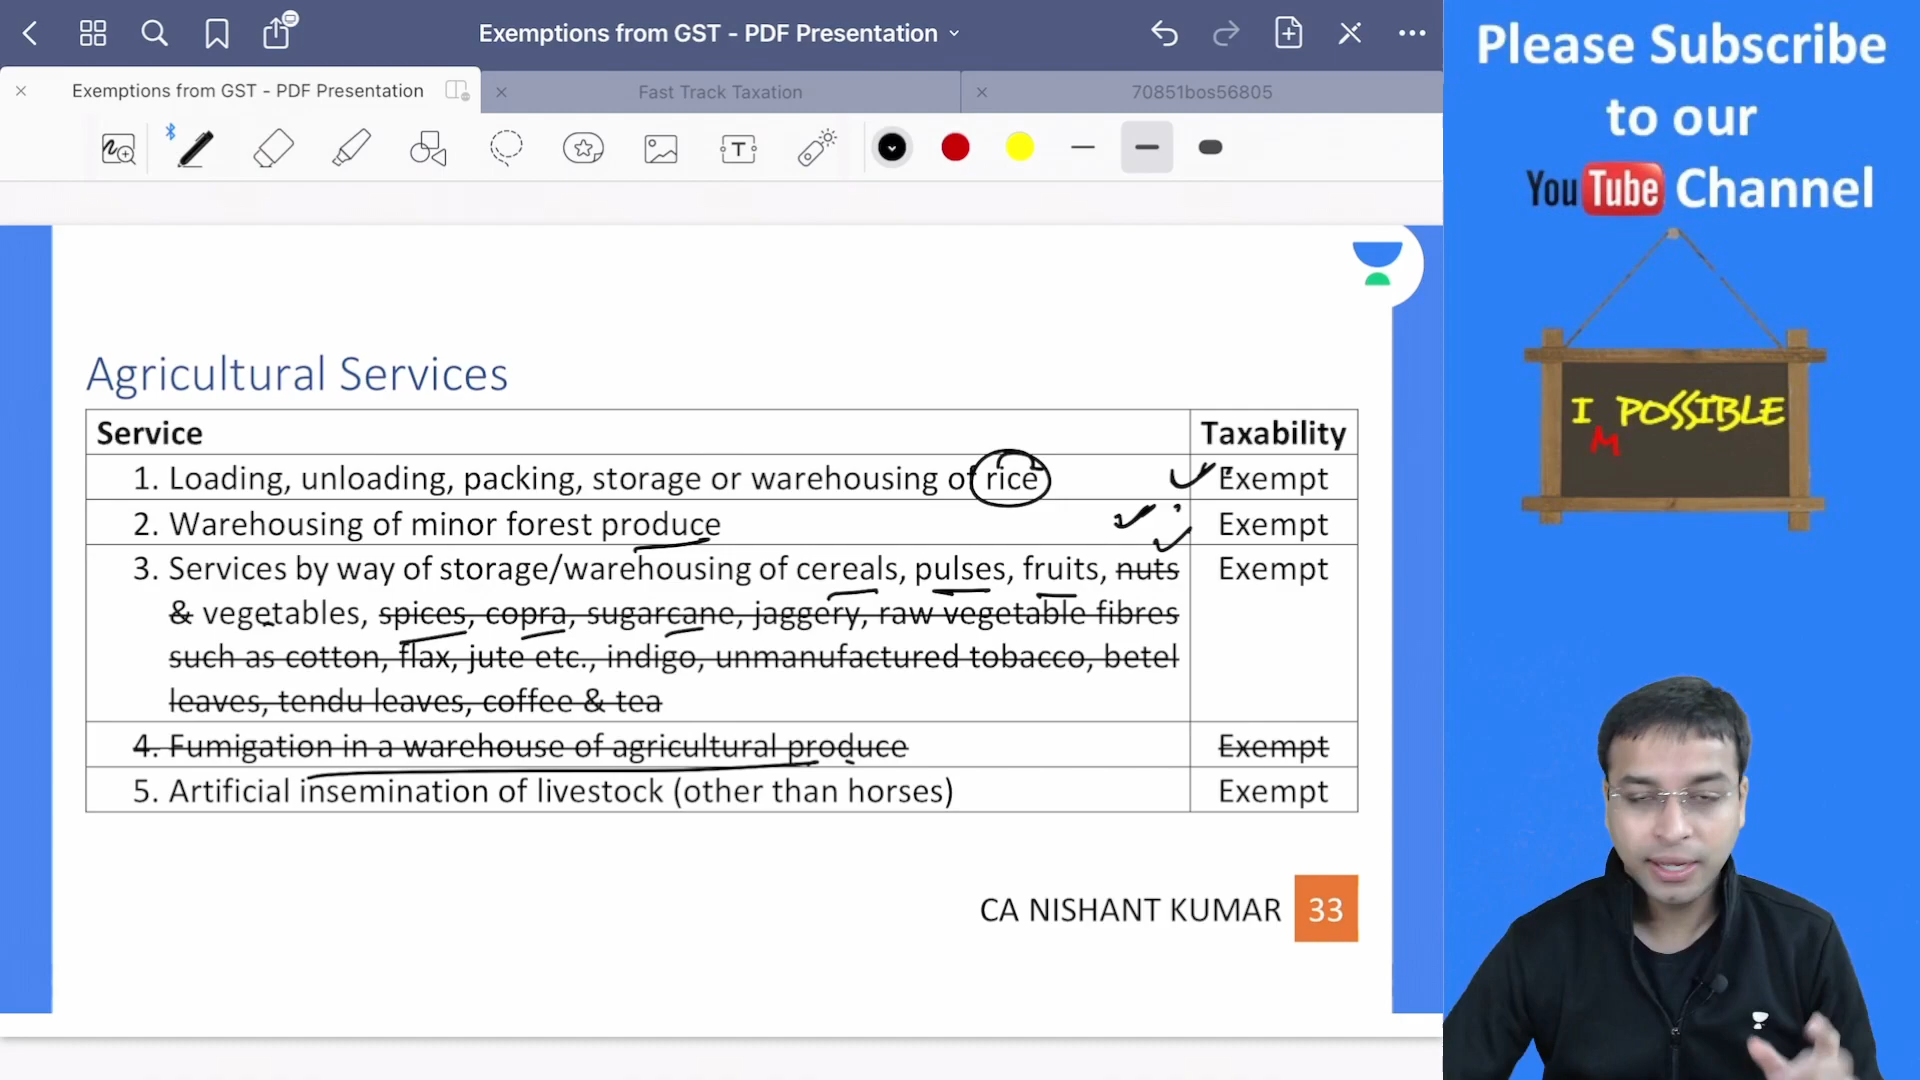 Exemptions from GST - PDF Presentation
Exemptions from GST - PDF Presentation
Fast Track Taxation
70851bos56805
Agricultural Services
Service
Taxability
1. Loading, unloading, packing, storage or warehousing of rice
Exempt
2. Warehousing of minor forest produce
Exempt
3. Services by way of storage/warehousing of cereals, pulses, fruits, nuts
Exempt
& vegetables, spices, copra, sugarcane, jaggery, raw vegetable fibres
such as cotton, flax, jute etc., indigo, unmanufactured tobacco, betel
leaves, tendu leaves, coffee & tea
4. Fumigation in a warehouse of agricultural produce
Exempt
5. Artificial insemination of livestock (other than horses)
Exempt
CA NISHANT KUMAR 33
Please Subscribe
to our
YouTube Channel
I POSSIBLE
M